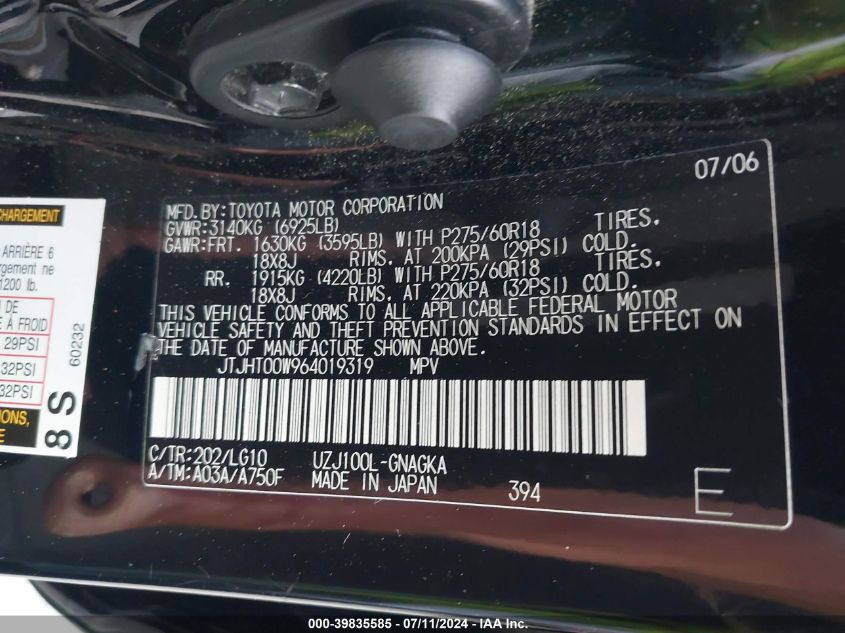 07/06
MFD. BY: TOYOTA MOTOR CORPORATION
GVWR: 3140KG (6925LB)
GAWR: FRT. 1630KG (3595LB) WITH P275/60R18 TIRES.
18X8J RIMS. AT 200KPA (29PSI) COLD.
RR. 1915KG (4220LB) WITH P275/60R18 TIRES.
18X8J RIMS. AT 220KPA (32PSI) COLD.
THIS VEHICLE CONFORMS TO ALL APPLICABLE FEDERAL MOTOR
VEHICLE SAFETY AND THEFT PREVENTION STANDARDS IN EFFECT ON
THE DATE OF MANUFACTURE SHOWN ABOVE.
JTJHT00W964019319 MPV
C/TR: 202/LG10 UZJ100L-GNAGKA
A/TM: A03A/A750F MADE IN JAPAN 394
E
CHARGEMENT
ARRIÈRE 6
argement ne
1200 lb.
DE
À FROID
29PSI
32PSI
32PSI
IONS,
E
8 S
60232
000-39835585 - 07/11/2024 - IAA Inc.